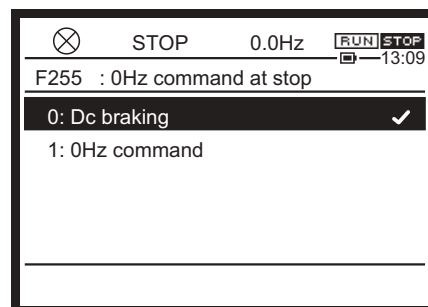 STOP 0.0Hz RUN STOP
13:09
F255 : 0Hz command at stop
0: Dc braking
1: 0Hz command